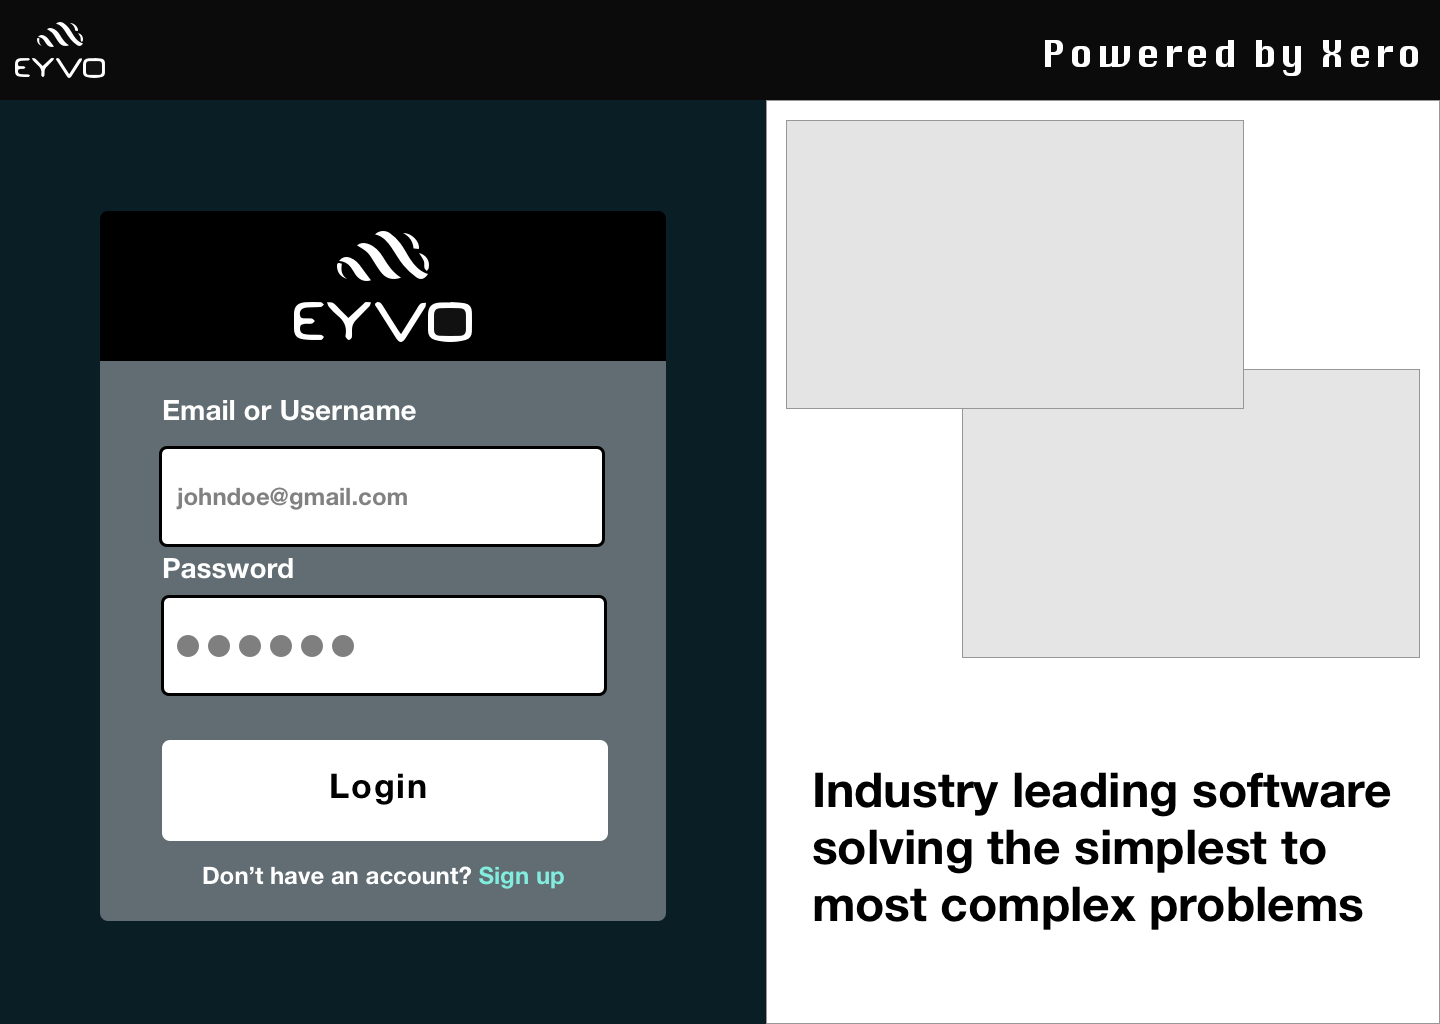 EYVO
Powered by Xero
EYVO
Email or Username
johndoe@gmail.com
Password
Login
Don’t have an account? Sign up
Industry leading software
solving the simplest to
most complex problems